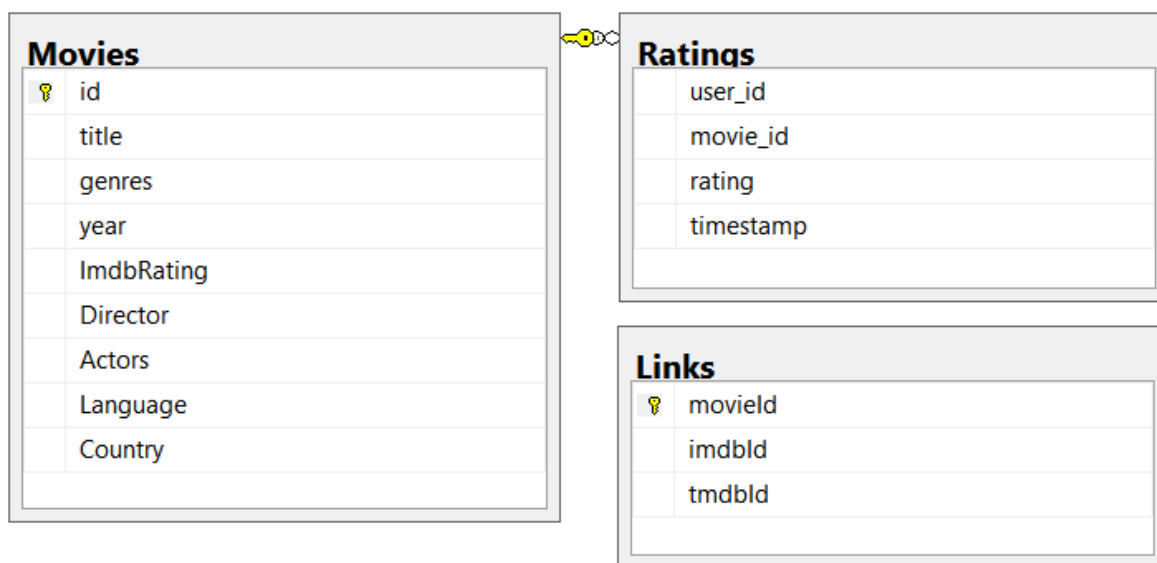 Movies
id
title
genres
year
ImdbRating
Director
Actors
Language
Country
Ratings
user_id
movie_id
rating
timestamp
Links
movieId
imdbId
tmdbId